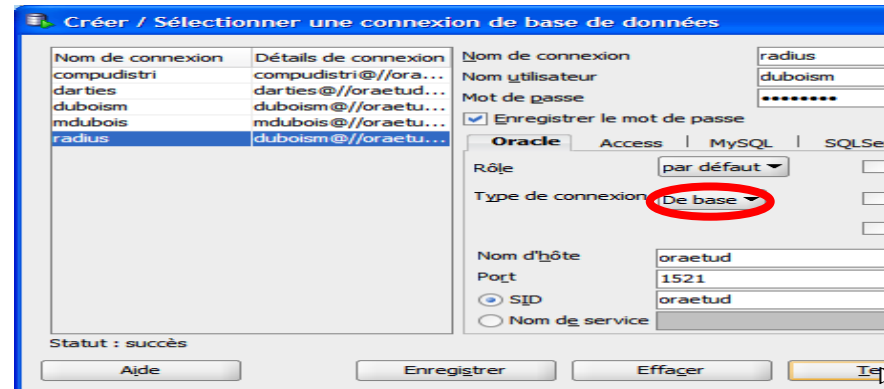 Créer / Sélectionner une connexion de base de données
Nom de connexion Détails de connexion
compudistri compudistri@//ora...
darties darties@//oraetud...
duboism duboism@//oraetu...
mdubois mdubois@//oraetu...
radius duboism@//oraetu...
Nom de connexion radius
Nom utilisateur duboism
Mot de passe ••••••••
Enregistrer le mot de passe
Oracle Access MySQL SQLSe
Rôle par défaut
Type de connexion De base
Nom d'hôte oraetud
Port 1521
SID oraetud
Nom de service
Statut : succès
Aide Enregistrer Effacer Te